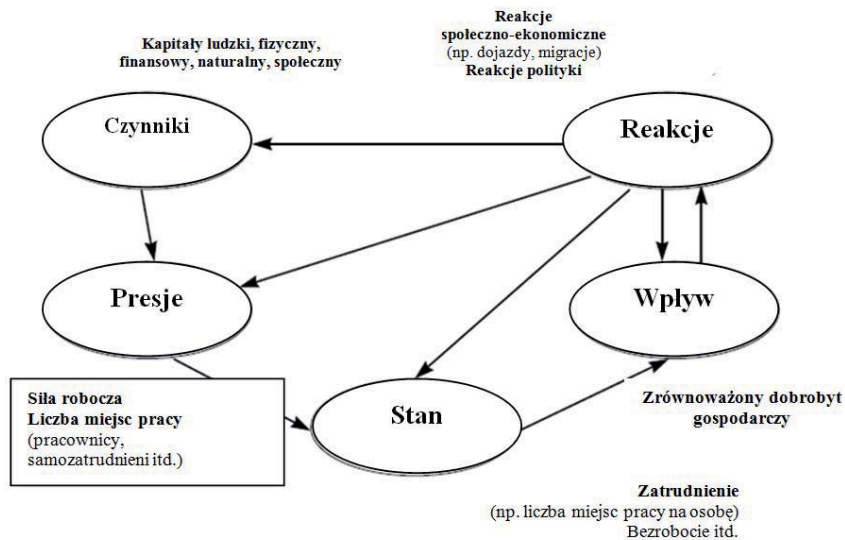 Reakcje
społeczno-ekonomiczne
(np. dojazdy, migracje)
Reakcje polityki
Kapitały ludzki, fizyczny,
finansowy, naturalny, społeczny
Czynniki
Reakcje
Presje
Wpływ
Siła robocza
Liczba miejsc pracy
(pracownicy,
samozatrudnieni itd.)
Stan
Zrównoważony dobrobyt
gospodarczy
Zatrudnienie
(np. liczba miejsc pracy na osobę)
Bezrobocie itd.